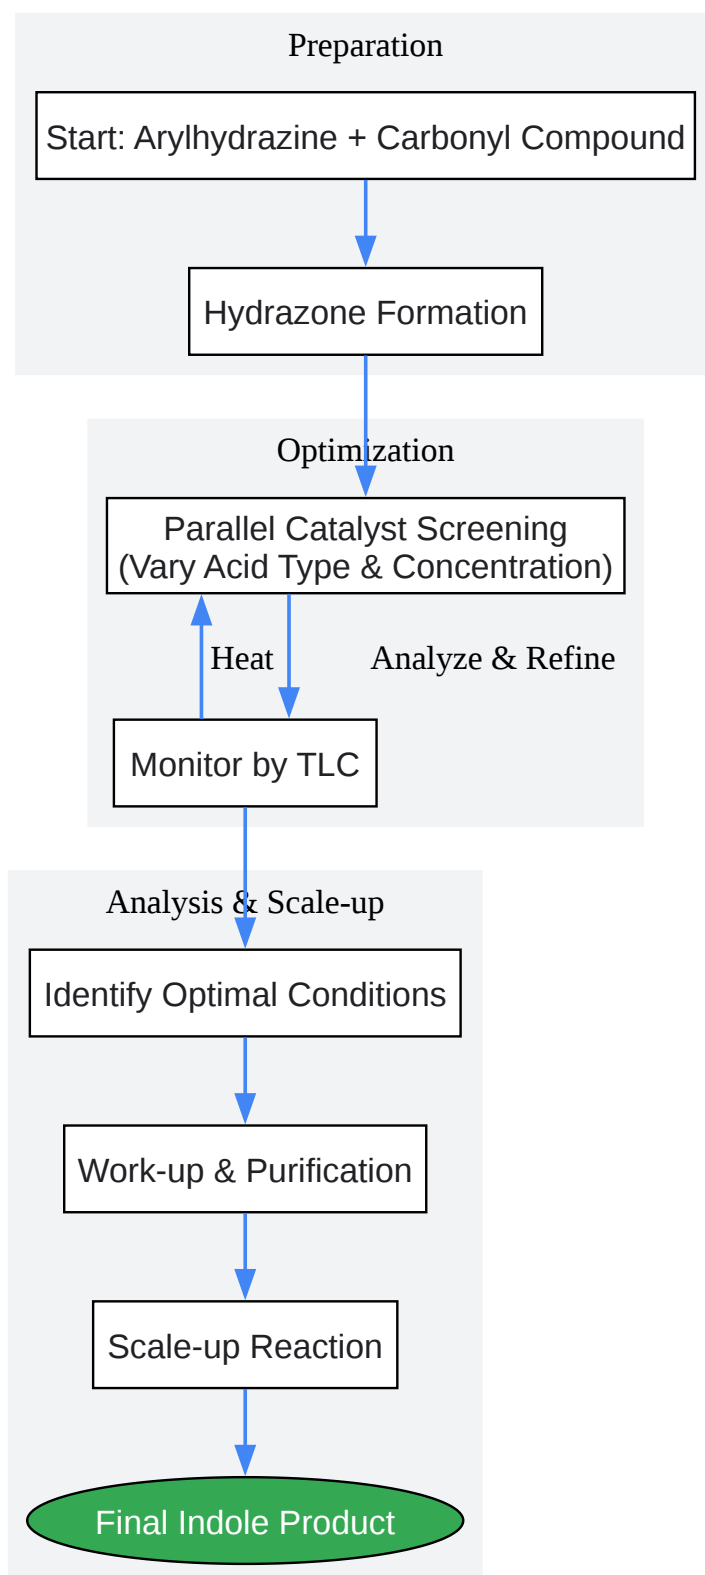 Preparation
Start: Arylhydrazine + Carbonyl Compound
Hydrazone Formation
Optimization
Parallel Catalyst Screening
(Vary Acid Type & Concentration)
Heat
Analyze & Refine
Monitor by TLC
Analysis & Scale-up
Identify Optimal Conditions
Work-up & Purification
Scale-up Reaction
Final Indole Product